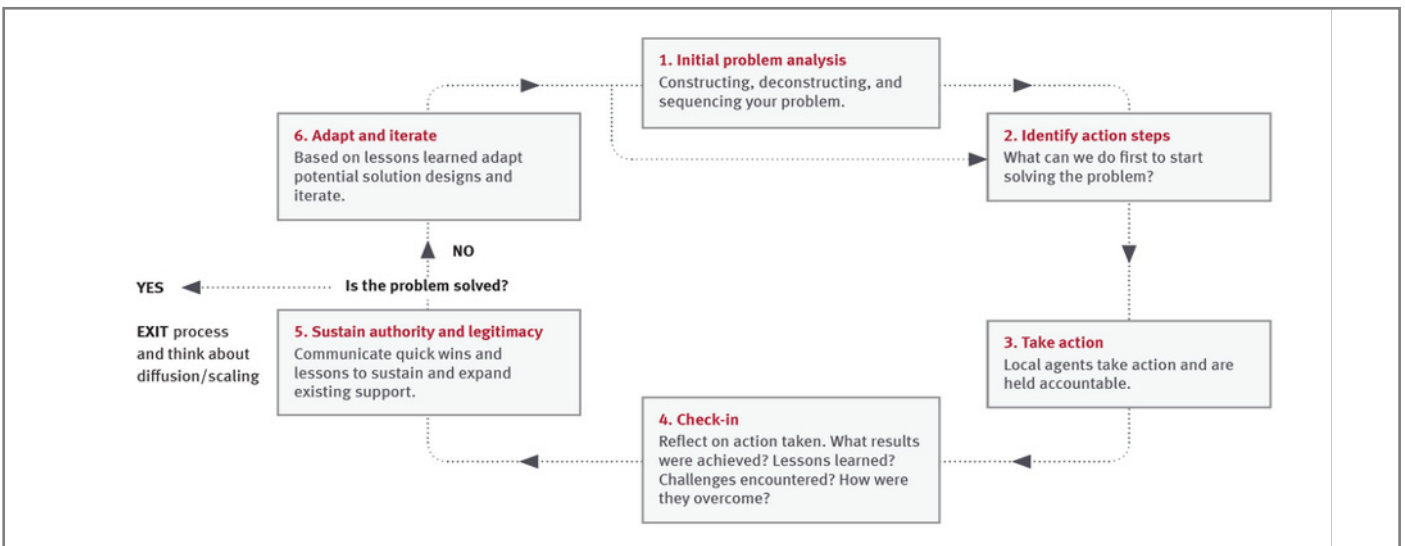 1. Initial problem analysis
Constructing, deconstructing, and
sequencing your problem.
2. Identify action steps
What can we do first to start
solving the problem?
3. Take action
Local agents take action and are
held accountable.
4. Check-in
Reflect on action taken. What results
were achieved? Lessons learned?
Challenges encountered? How were
they overcome?
5. Sustain authority and legitimacy
Communicate quick wins and
lessons to sustain and expand
existing support.
Is the problem solved?
YES
EXIT process
and think about
diffusion/scaling
NO
6. Adapt and iterate
Based on lessons learned adapt
potential solution designs and
iterate.